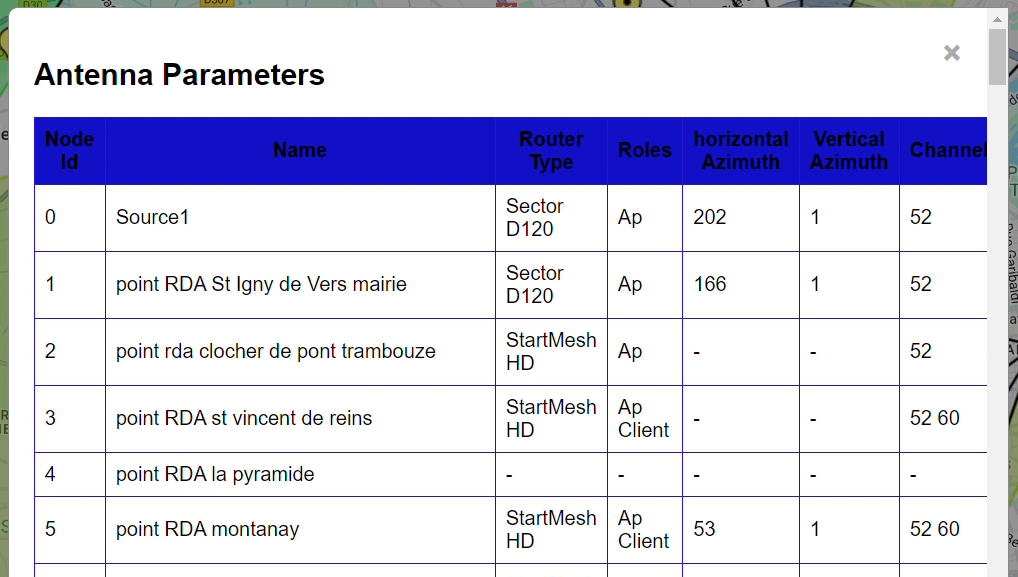 D30
D307
Antenna Parameters
×
Node Id Name Router Type Roles horizontal Azimuth Vertical Azimuth Channel
0 Source1 Sector D120 Ap 202 1 52
1 point RDA St Igny de Vers mairie Sector D120 Ap 166 1 52
2 point rda clocher de pont trambouze StartMesh HD Ap - - 52
3 point RDA st vincent de reins StartMesh HD Ap Client - - 52 60
4 point RDA la pyramide - - - - -
5 point RDA montanay StartMesh HD Ap Client 53 1 52 60